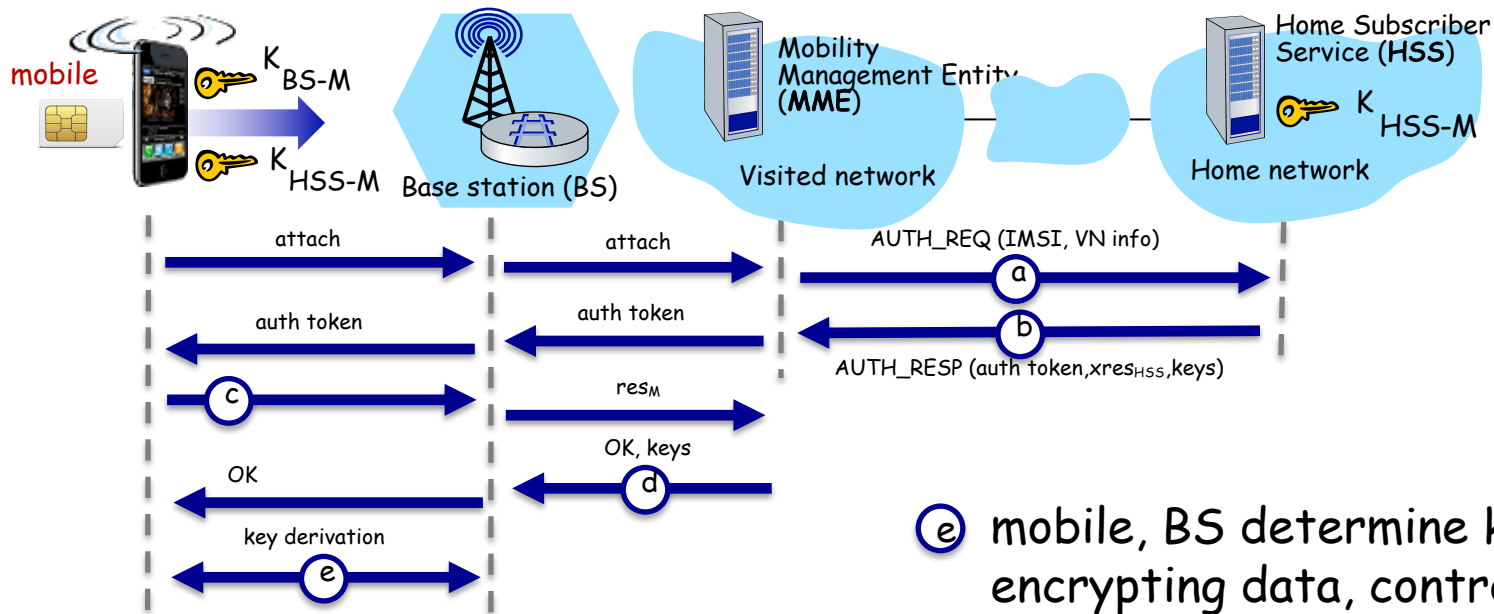 mobile
K
BS-M
K
HSS-M
Base station (BS)
Mobility
Management Entity
(MME)
Visited network
Home Subscriber
Service (HSS)
K
HSS-M
Home network
attach
attach
AUTH_REQ (IMSI, VN info)
a
auth token
auth token
b
AUTH_RESP (auth token,xresHSS,keys)
c
resM
OK, keys
OK
d
key derivation
e
e mobile, BS determine
encrypting data,